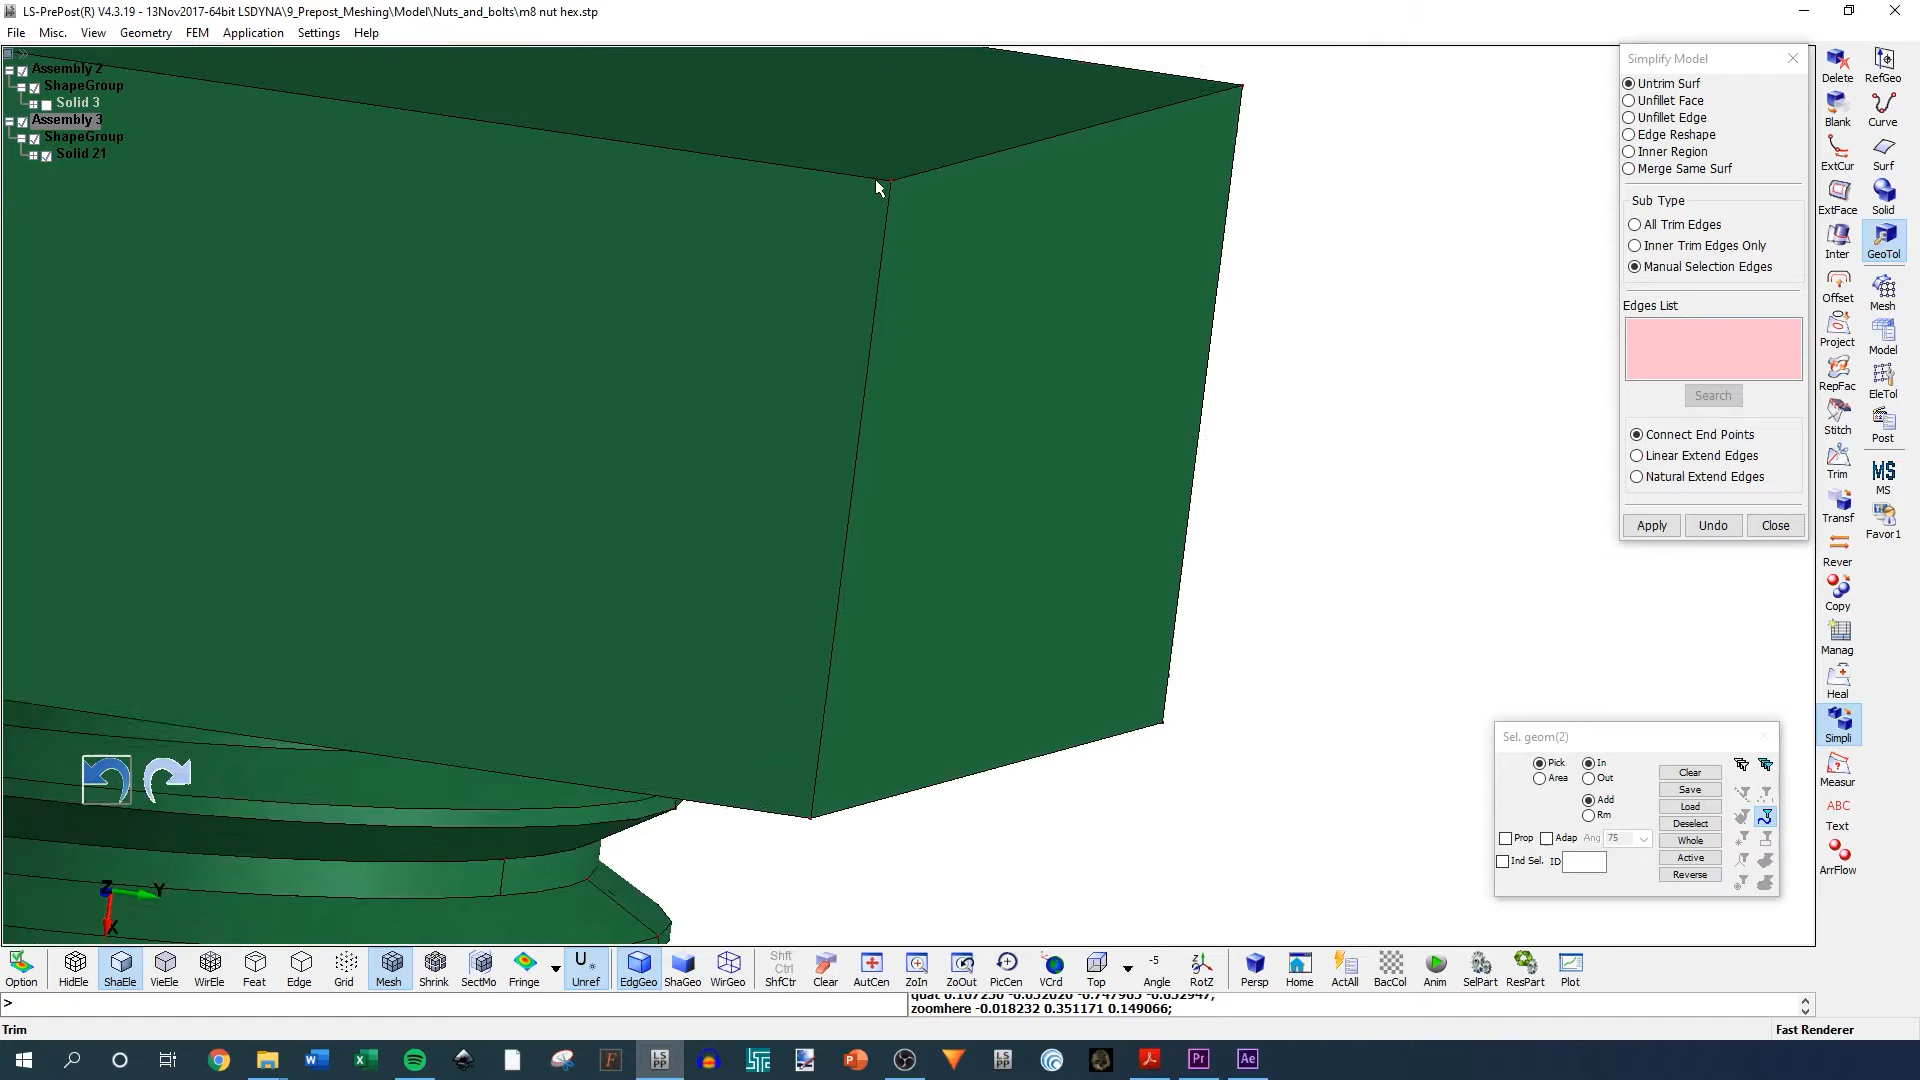 LS-PrePost(R) V4.3.19 - 13Nov2017-64bit LSDYNA\9_Prepost_Meshing\Model\Nuts_and_bolts\m8 nut hex.stp
File Misc. View Geometry FEM Application Settings Help
Assembly 2
ShapeGroup
Solid 3
Assembly 3
ShapeGroup
Solid 21
Simplify Model
Untrim Surf
Unfillet Face
Unfillet Edge
Edge Reshape
Inner Region
Merge Same Surf
Sub Type
All Trim Edges
Inner Trim Edges Only
Manual Selection Edges
Edges List
Search
Connect End Points
Linear Extend Edges
Natural Extend Edges
Apply Undo Close
Delete RefGeo
Blank Curve
ExtCur Surf
ExtFace Solid
Inter GeoTol
Offset Mesh
Project Model
RepFac EleTol
Stitch Post
Trim MS
MS
Transf Favor1
Rever
Copy
Manag
Heal
Simpli
Measur
ABC
Text
ArrFlow
Sel. geom(2)
Pick In Clear
Area Out Save
Add Load
Rm Deselect
Prop Adap Ang 75 Whole
Ind Sel. ID Active
Reverse
Z Y
X
Option HidEle ShaEle VieEle WirEle Feat Edge Grid Mesh Shrink SectMo Fringe Unref EdgGeo ShaGeo WirGeo Shft Ctrl ShfCtr Clear AutCen ZoIn ZoOut PicCen VCrd Top -5 Angle RotZ Persp Home ActAll BacCol Anim SelPart ResPart Plot
>
zoomhere -0.018232 0.351171 0.149066;
Trim Fast Renderer